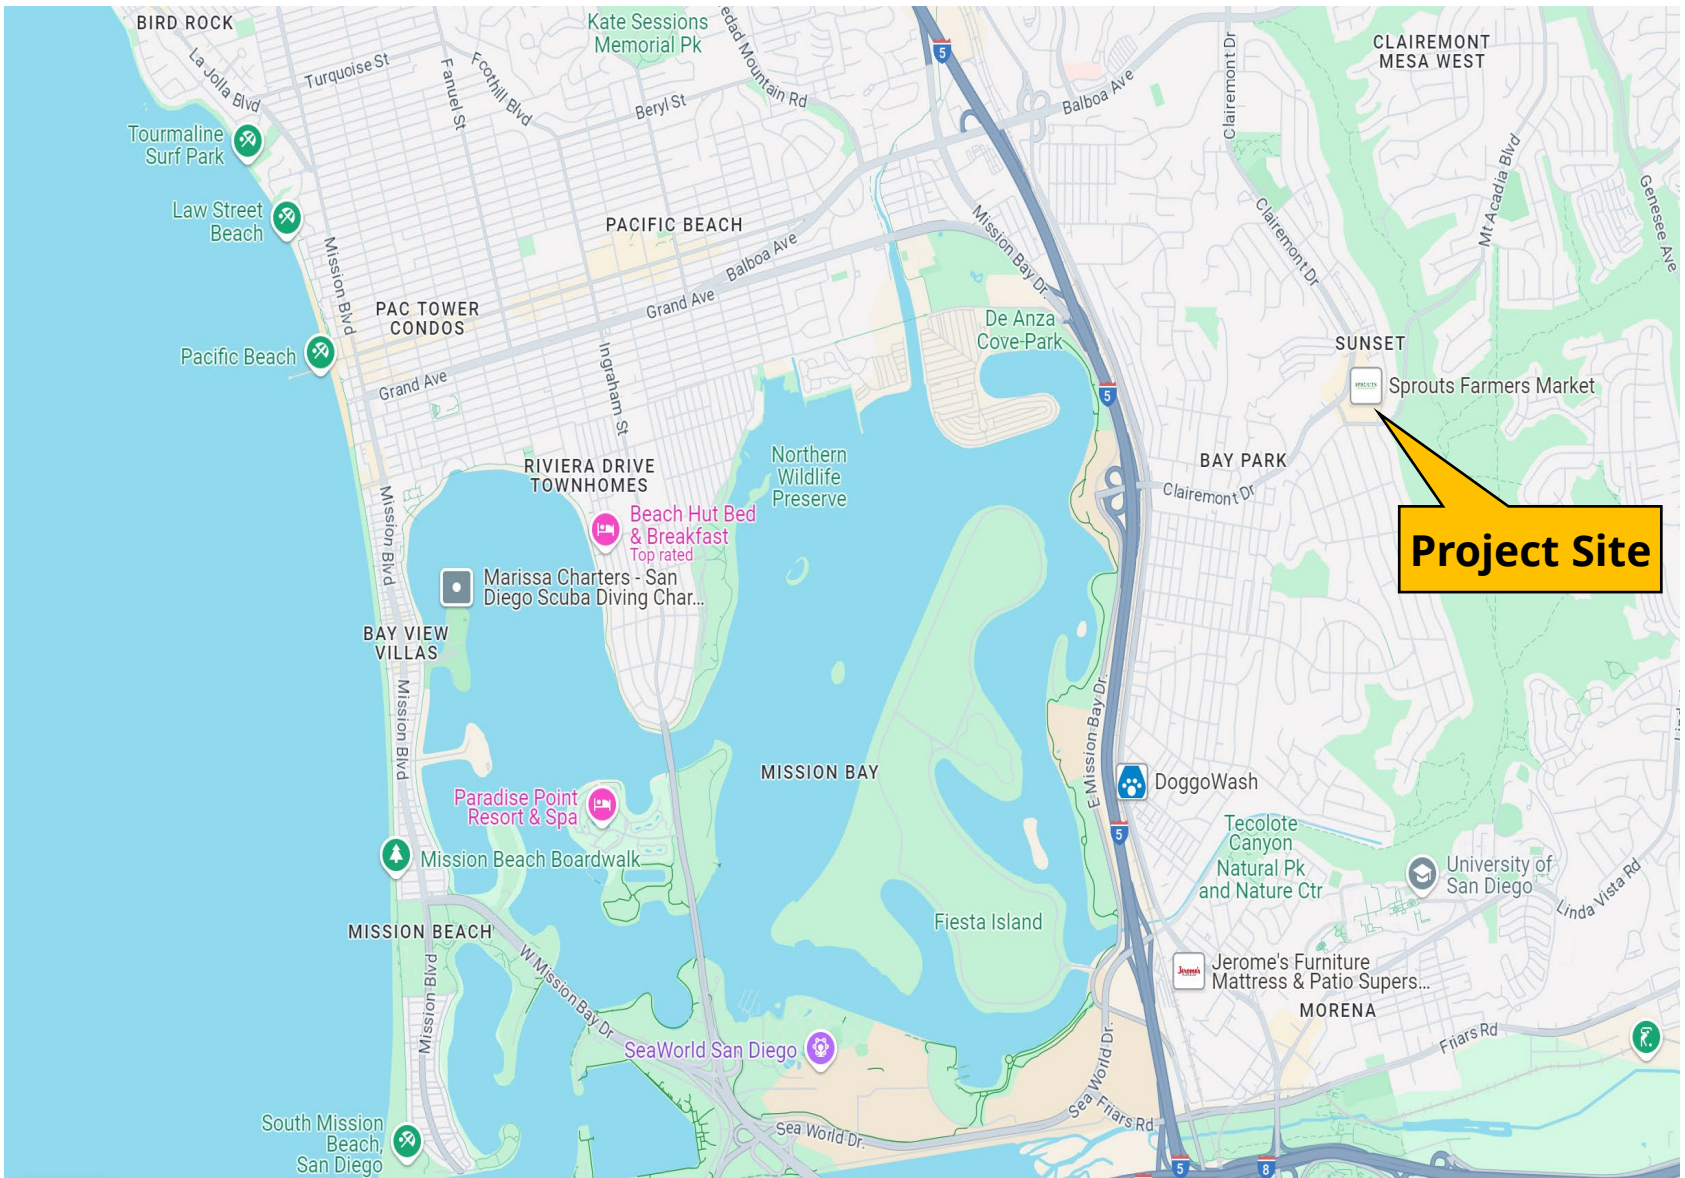 BIRD ROCK
Kate Sessions
Memorial Pk
edad Mountain Rd
5
CLAIREMONT
MESA WEST
La Jolla Blvd
Turquoise St
Fanuel St
Foothill Blvd
Beryl St
Balboa Ave
Clairemont Dr
Tourmaline
Surf Park
Mt Acadia Blvd
Genesee Ave
Law Street
Beach
PACIFIC BEACH
Mission Bay Dr.
Clairemont Dr
Mission Blvd
Balboa Ave
Grand Ave
PAC TOWER
CONDOS
De Anza
Cove Park
SUNSET
Pacific Beach
Ingraham St
Grand Ave
5
SPROUTS
Sprouts Farmers Market
Northern
Wildlife
Preserve
RIVIERA DRIVE
TOWNHOMES
BAY PARK
Clairemont Dr
Mission Blvd
Beach Hut Bed
& Breakfast
Top rated
Project Site
Marissa Charters - San
Diego Scuba Diving Char...
BAY VIEW
VILLAS
Mission Blvd
E Mission Bay Dr.
MISSION BAY
DoggoWash
Paradise Point
Resort & Spa
5
Tecolote
Canyon
Natural Pk
and Nature Ctr
Mission Beach Boardwalk
University of
San Diego
Linda Vista Rd
Fiesta Island
MISSION BEACH
W Mission Bay Dr
Mission Blvd
Jerome's
Jerome's Furniture
Mattress & Patio Supers...
MORENA
Friars Rd
SeaWorld San Diego
Sea World Dr.
Friars Rd
South Mission
Beach,
San Diego
Sea World Dr.
5
8